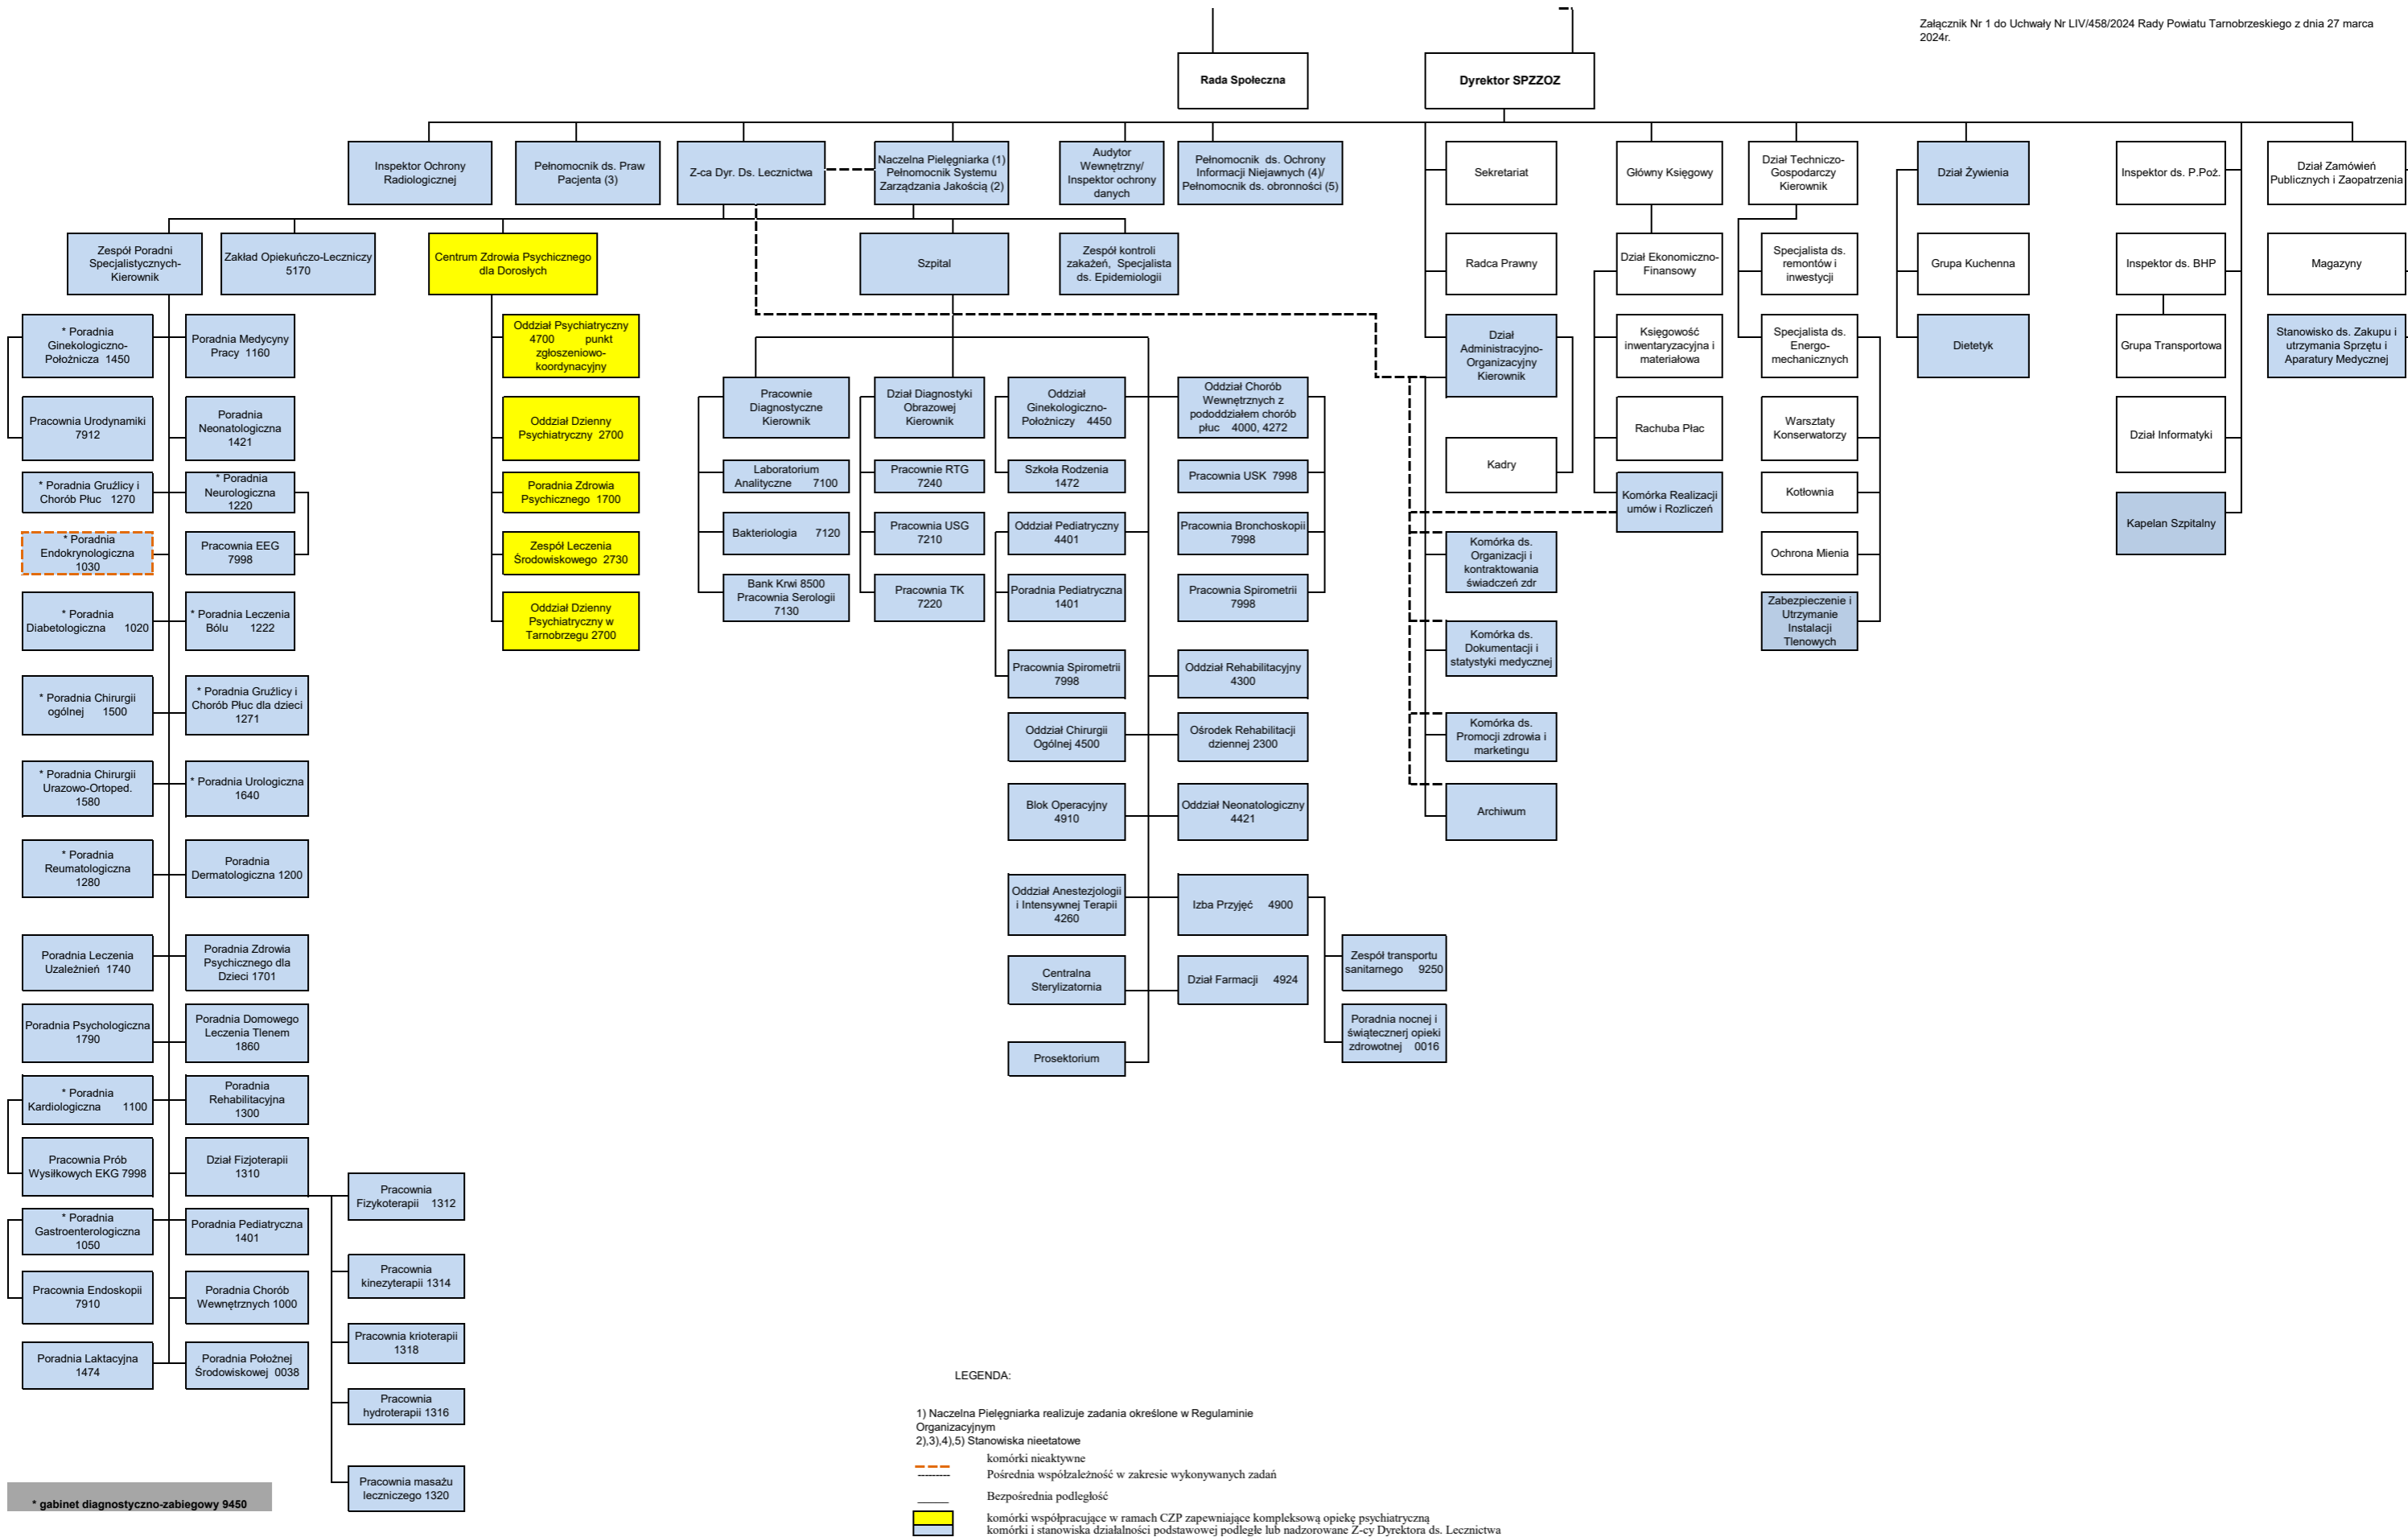 Załącznik Nr 1 do Uchwały Nr LIV/458/2024 Rady Powiatu Tarnobrzeskiego z dnia 27 marca
2024r.
Rada Społeczna
Dyrektor SPZZOZ
Inspektor Ochrony
Radiologicznej
Pełnomocnik ds. Praw
Pacjenta (3)
Z-ca Dyr. Ds. Lecznictwa
Naczelna Pielęgniarka (1)
Pełnomocnik Systemu
Zarządzania Jakością (2)
Audytor
Wewnętrzny/
Inspektor ochrony
danych
Pełnomocnik ds. Ochrony
Informacji Niejawnych (4)/
Pełnomocnik ds. obronności (5)
Sekretariat
Główny Księgowy
Dział Techniczo-
Gospodarczy
Kierownik
Dział Żywienia
Inspektor ds. P.Poż.
Dział Zamówień
Publicznych i Zaopatrzenia
Zespół Poradni
Specjalistycznych-
Kierownik
Zakład Opiekuńczo-Leczniczy
5170
Centrum Zdrowia Psychicznego
dla Dorosłych
Szpital
Zespół kontroli
zakażeń, Specjalista
ds. Epidemiologii
Radca Prawny
Dział Ekonomiczno-
Finansowy
Specjalista ds.
remontów i
inwestycji
Grupa Kuchenna
Inspektor ds. BHP
Magazyny
* Poradnia
Ginekologiczno-
Położnicza 1450
Poradnia Medycyny
Pracy 1160
Oddział Psychiatryczny
4700 punkt
zgłoszeniowo-
koordynacyjny
Dział
Administracyjno-
Organizacyjny
Kierownik
Księgowość
inwentaryzacyjna i
materiałowa
Specjalista ds.
Energo-
mechanicznych
Dietetyk
Grupa Transportowa
Stanowisko ds. Zakupu i
utrzymania Sprzętu i
Aparatury Medycznej
Pracownia Urodynamiki
7912
Poradnia
Neonatologiczna
1421
Oddział Dzienny
Psychiatryczny 2700
Pracownie
Diagnostyczne
Kierownik
Dział Diagnostyki
Obrazowej
Kierownik
Oddział
Ginekologiczno-
Położniczy 4450
Oddział Chorób
Wewnętrznych z
pododdziałem chorób
płuc 4000, 4272
Kadry
Rachuba Płac
Warsztaty
Konserwatorzy
Dział Informatyki
* Poradnia Gruźlicy i
Chorób Płuc 1270
* Poradnia
Neurologiczna
1220
Poradnia Zdrowia
Psychicznego 1700
Laboratorium
Analityczne 7100
Pracownie RTG
7240
Szkoła Rodzenia
1472
Pracownia USK 7998
Komórka Realizacji
umów i Rozliczeń
Kotłownia
Kapelan Szpitalny
* Poradnia
Endokrynologiczna
1030
Pracownia EEG
7998
Zespół Leczenia
Środowiskowego 2730
Bakteriologia 7120
Pracownia USG
7210
Oddział Pediatryczny
4401
Pracownia Bronchoskopii
7998
Komórka ds.
Organizacji i
kontraktowania
świadczeń zdr
Ochrona Mienia
* Poradnia
Diabetologiczna 1020
* Poradnia Leczenia
Bólu 1222
Oddział Dzienny
Psychiatryczny w
Tarnobrzegu 2700
Bank Krwi 8500
Pracownia Serologii
7130
Pracownia TK
7220
Poradnia Pediatryczna
1401
Pracownia Spirometrii
7998
Komórka ds.
Dokumentacji i
statystyki medycznej
Zabezpieczenie i
Utrzymanie
Instalacji
Tlenowych
* Poradnia Chirurgii
ogólnej 1500
* Poradnia Gruźlicy i
Chorób Płuc dla dzieci
1271
Pracownia Spirometrii
7998
Oddział Rehabilitacyjny
4300
Oddział Chirurgii
Ogólnej 4500
Ośrodek Rehabilitacji
dziennej 2300
Komórka ds.
Promocji zdrowia i
marketingu
* Poradnia Chirurgii
Urazowo-Ortoped.
1580
* Poradnia Urologiczna
1640
Blok Operacyjny
4910
Oddział Neonatologiczny
4421
Archiwum
* Poradnia
Reumatologiczna
1280
Poradnia
Dermatologiczna 1200
Oddział Anestezjologii
i Intensywnej Terapii
4260
Izba Przyjęć 4900
Poradnia Leczenia
Uzależnień 1740
Poradnia Zdrowia
Psychicznego dla
Dzieci 1701
Centralna
Sterylizatornia
Dział Farmacji 4924
Zespół transportu
sanitarnego 9250
Poradnia Psychologiczna
1790
Poradnia Domowego
Leczenia Tlenem
1860
Prosektorium
Poradnia nocnej i
świątecznerj opieki
zdrowotnej 0016
* Poradnia
Kardiologiczna 1100
Poradnia
Rehabilitacyjna
1300
Pracownia Prób
Wysiłkowych EKG 7998
Dział Fizjoterapii
1310
Pracownia
Fizykoterapii 1312
* Poradnia
Gastroenterologiczna
1050
Poradnia Pediatryczna
1401
Pracownia
kinezyterapii 1314
Pracownia Endoskopii
7910
Poradnia Chorób
Wewnętrznych 1000
Pracownia krioterapii
1318
Poradnia Laktacyjna
1474
Poradnia Położnej
Środowiskowej 0038
Pracownia
hydroterapii 1316
Pracownia masażu
leczniczego 1320
* gabinet diagnostyczno-zabiegowy 9450
LEGENDA:
1) Naczelna Pielęgniarka realizuje zadania określone w Regulaminie
Organizacyjnym
2),3),4),5) Stanowiska nieetatowe
komórki nieaktywne
Pośrednia współzależność w zakresie wykonywanych zadań
Bezpośrednia podległość
komórki współpracujące w ramach CZP zapewniające kompleksową opiekę psychiatryczną
komórki i stanowiska działalności podstawowej podległe lub nadzorowane Z-cy Dyrektora ds. Lecznictwa